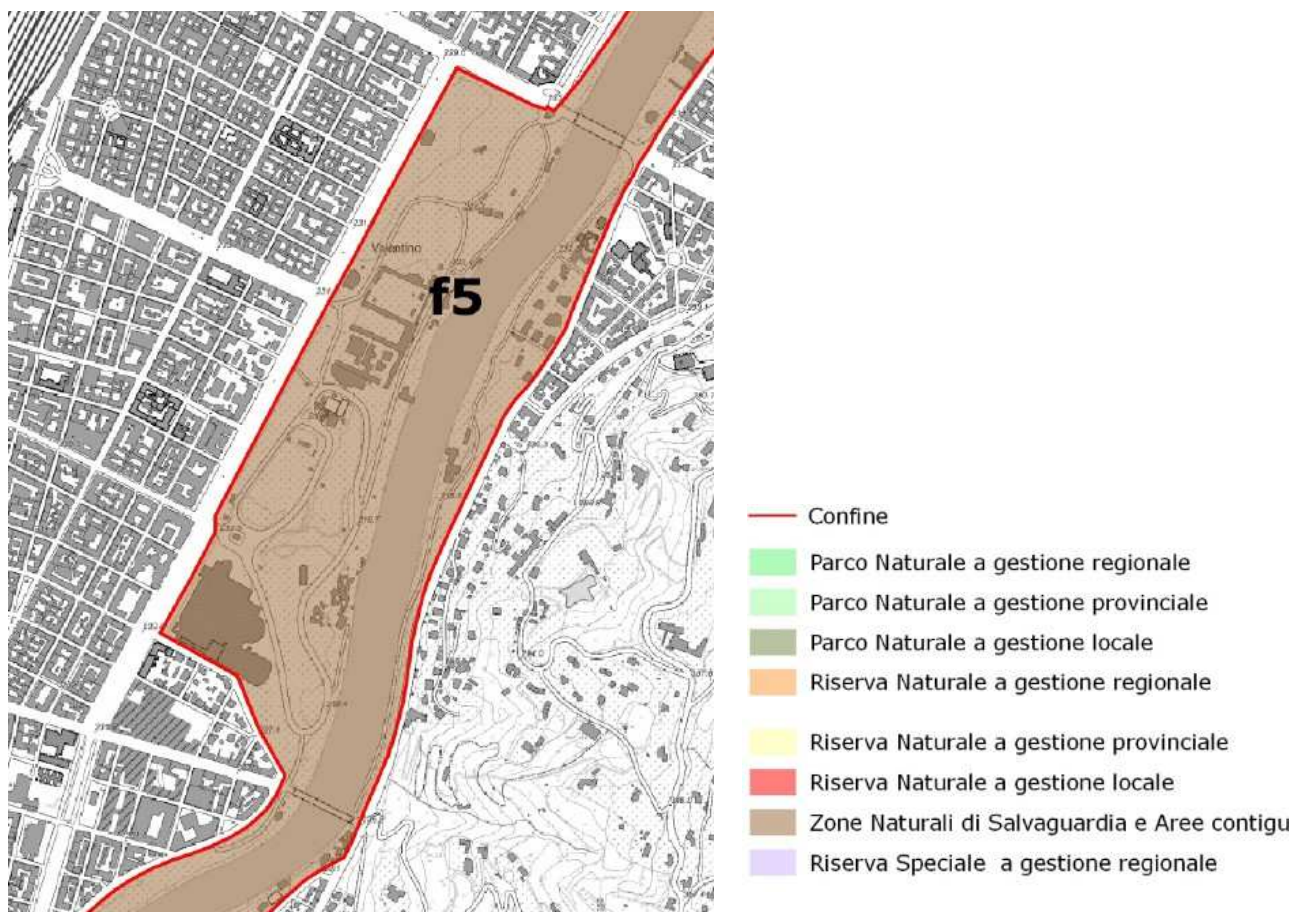 Valentino
f5
Confine
Parco Naturale a gestione regionale
Parco Naturale a gestione provinciale
Parco Naturale a gestione locale
Riserva Naturale a gestione regionale
Riserva Naturale a gestione provinciale
Riserva Naturale a gestione locale
Zone Naturali di Salvaguardia e Aree contigu
Riserva Speciale a gestione regionale